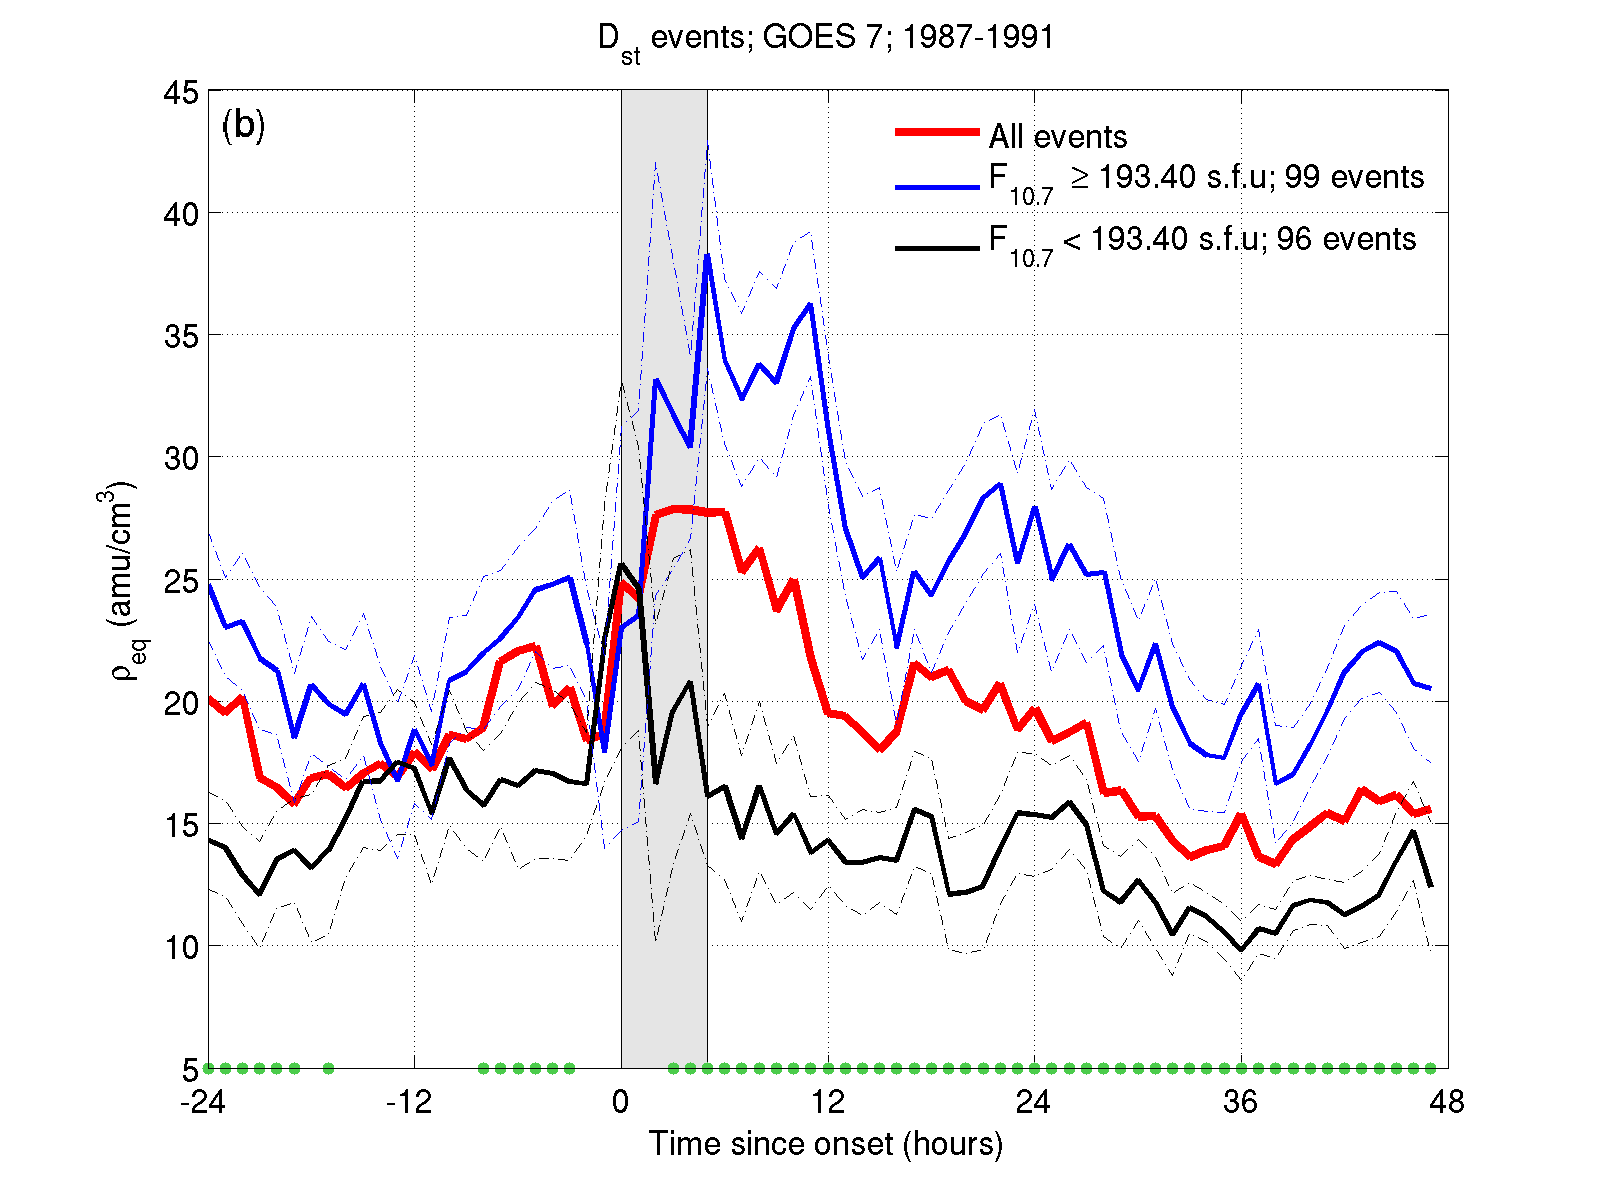 D_st events; GOES 7; 1987-1991
(b)
All events
F_10.7 ≥ 193.40 s.f.u; 99 events
F_10.7 < 193.40 s.f.u; 96 events
45
40
35
30
25
20
15
10
5
ρ_eq (amu/cm³)
-24 -12 0 12 24 36 48
Time since onset (hours)